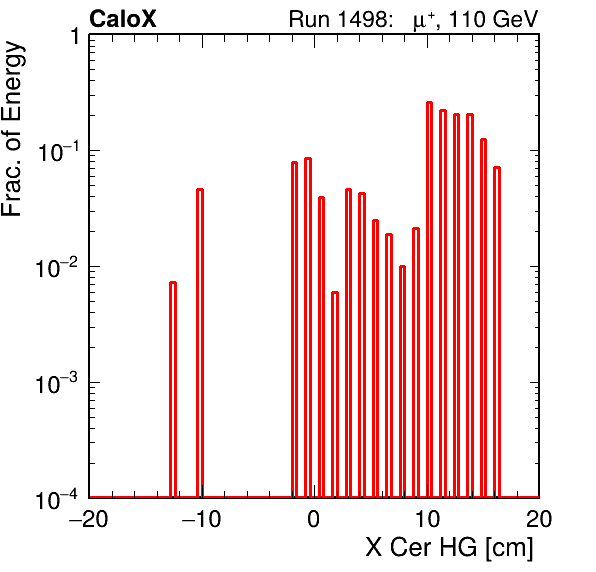 CaloX Run 1498: μ⁺, 110 GeV
Frac. of Energy
1
10⁻¹
10⁻²
10⁻³
10⁻⁴
−20 −10 0 10 20
X Cer HG [cm]